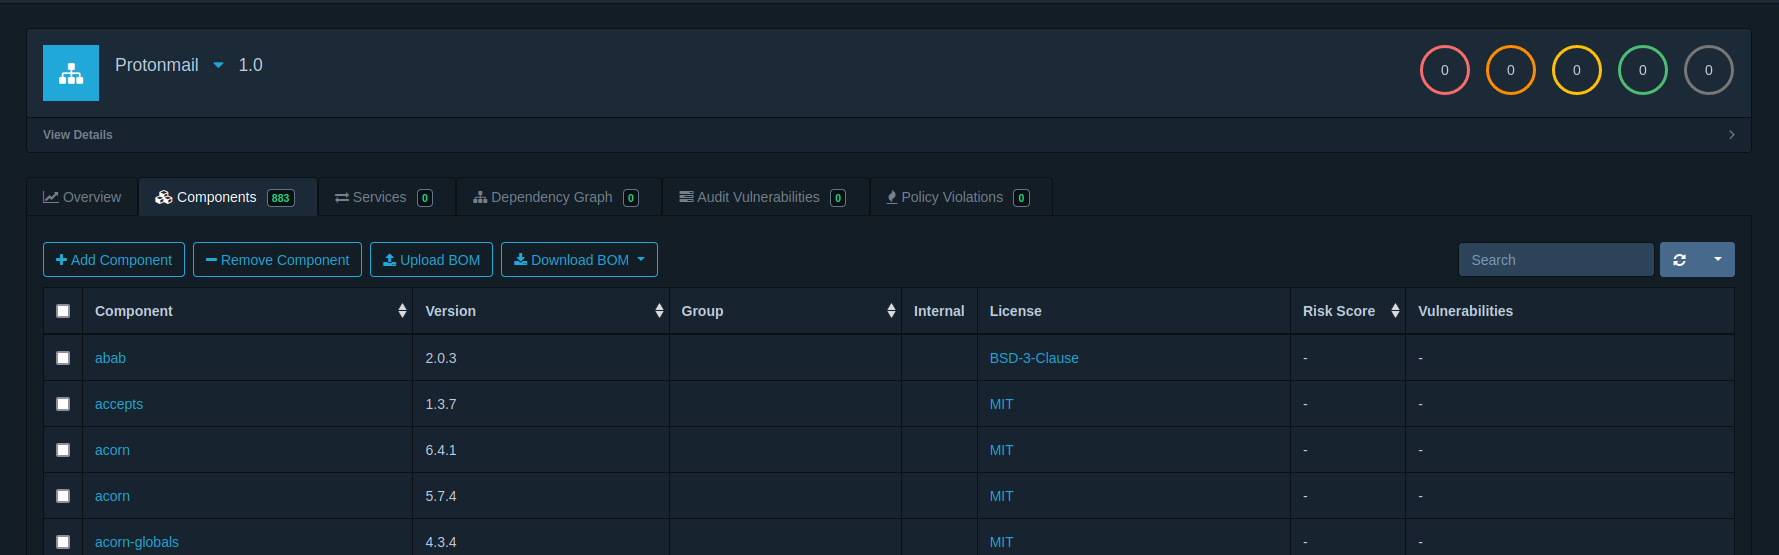 Protonmail 1.0
0 0 0 0 0
View Details
Overview Components 883 Services 0 Dependency Graph 0 Audit Vulnerabilities 0 Policy Violations 0
Add Component Remove Component Upload BOM Download BOM Search
Component Version Group Internal License Risk Score Vulnerabilities
abab 2.0.3 BSD-3-Clause - -
accepts 1.3.7 MIT - -
acorn 6.4.1 MIT - -
acorn 5.7.4 MIT - -
acorn-globals 4.3.4 MIT - -